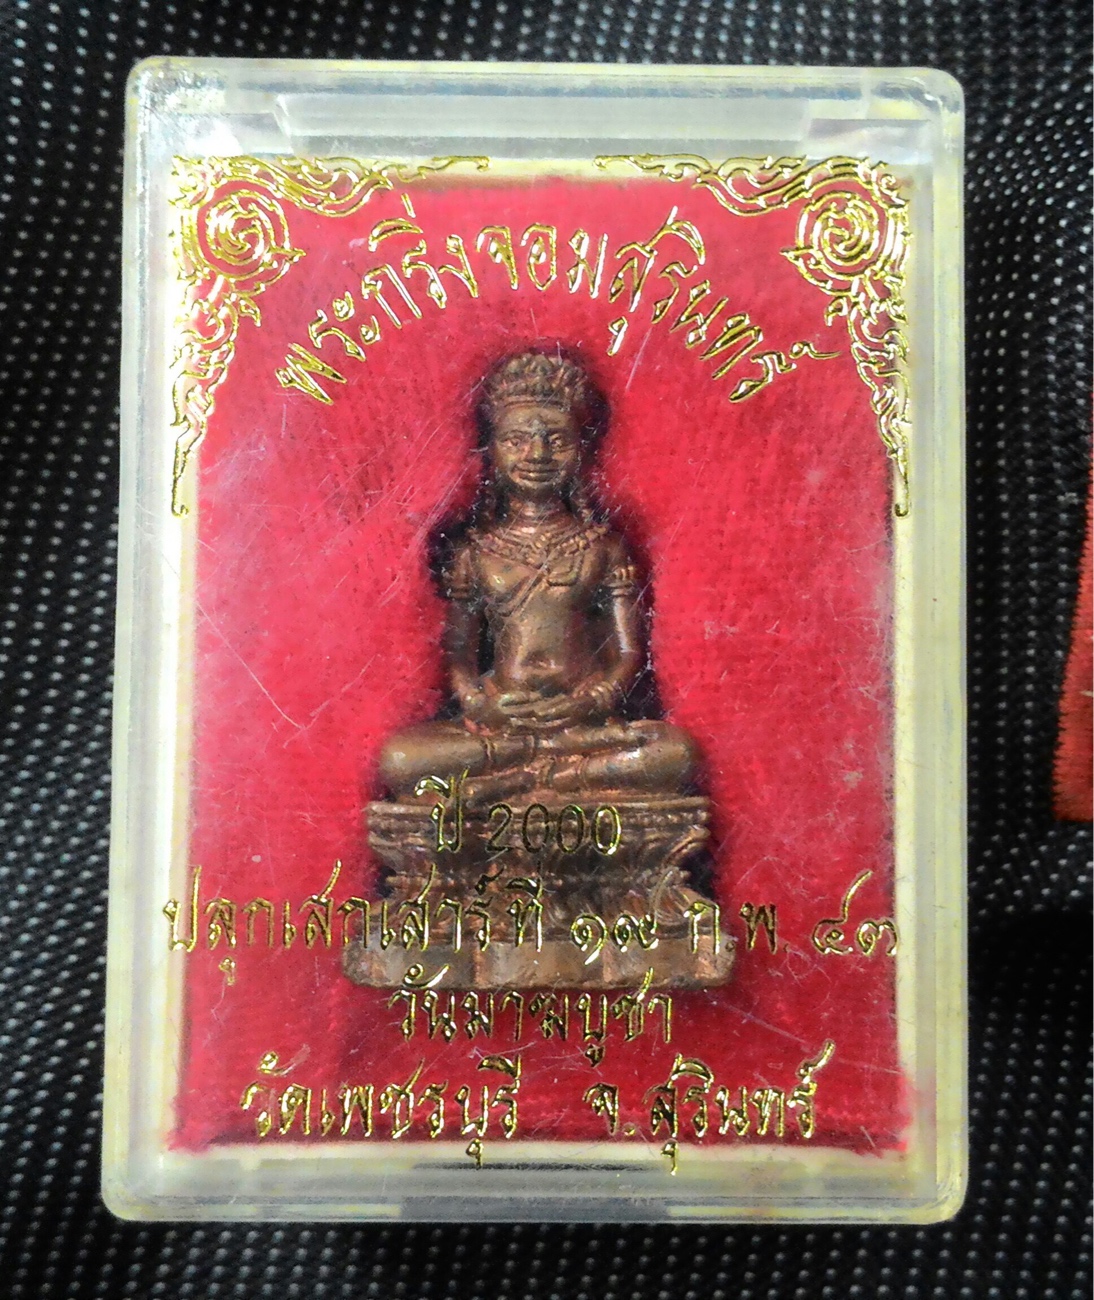 พระกริ่งจอมสุรินทร์
ปี 2000
ปลุกเสกเสาร์ที่ ๑๙ ก.พ. ๔๓
วันมาฆบูชา
วัดเพชรบุรี จ.สุรินทร์